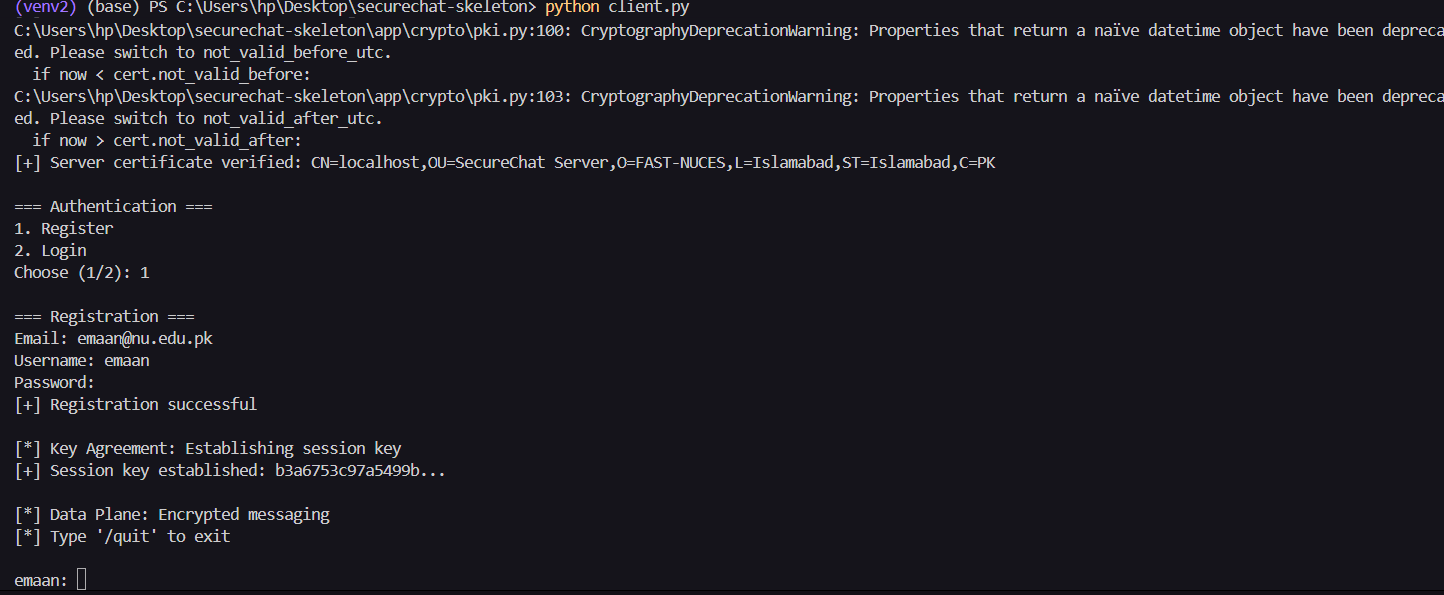 (venv2) (base) PS C:\Users\hp\Desktop\securechat-skeleton> python client.py
C:\Users\hp\Desktop\securechat-skeleton\app\crypto\pki.py:100: CryptographyDeprecationWarning: Properties that return a naïve datetime object have been depreca
ed. Please switch to not_valid_before_utc.
  if now < cert.not_valid_before:
C:\Users\hp\Desktop\securechat-skeleton\app\crypto\pki.py:103: CryptographyDeprecationWarning: Properties that return a naïve datetime object have been depreca
ed. Please switch to not_valid_after_utc.
  if now > cert.not_valid_after:
[+] Server certificate verified: CN=localhost,OU=SecureChat Server,O=FAST-NUCES,L=Islamabad,ST=Islamabad,C=PK
=== Authentication ===
1. Register
2. Login
Choose (1/2): 1
=== Registration ===
Email: emaan@nu.edu.pk
Username: emaan
Password:
[+] Registration successful
[*] Key Agreement: Establishing session key
[+] Session key established: b3a6753c97a5499b...
[*] Data Plane: Encrypted messaging
[*] Type '/quit' to exit
emaan: